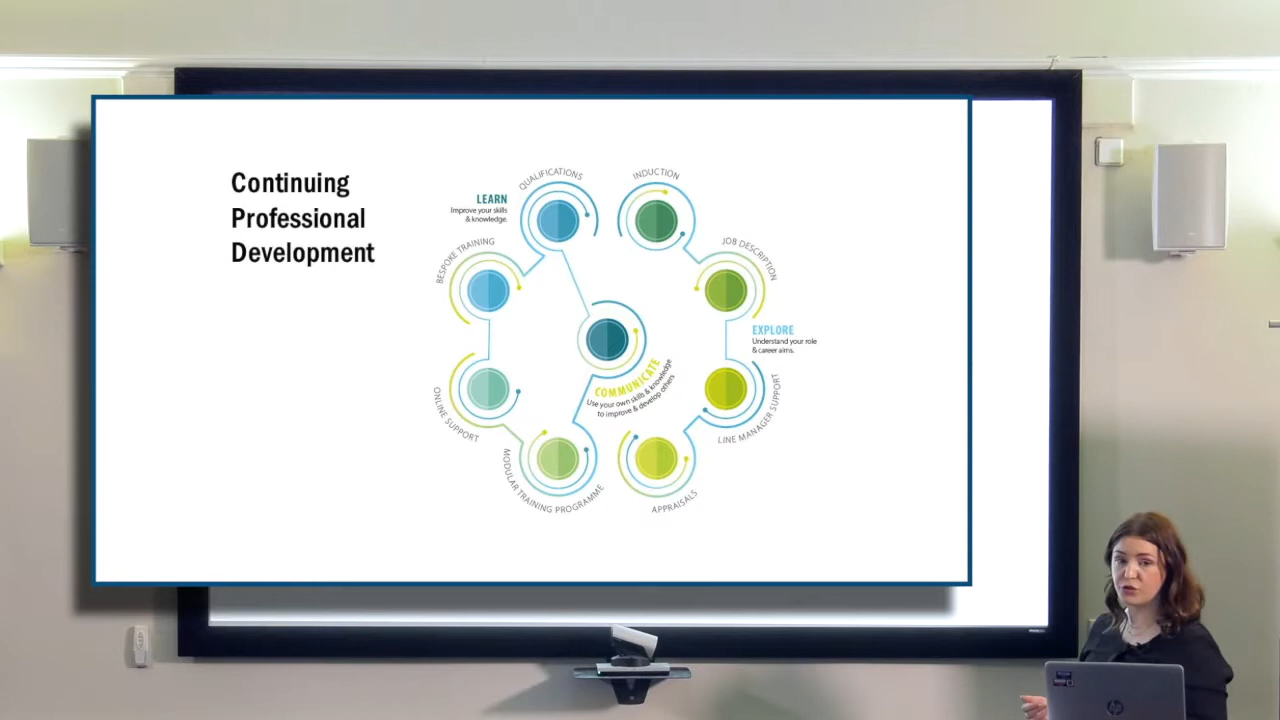 Continuing
Professional
Development
QUALIFICATIONS
INDUCTION
LEARN
Improve your skills
& knowledge.
BESPOKE TRAINING
JOB DESCRIPTION
EXPLORE
Understand your role
& career aims.
COMMUNICATE
Use your own skills & knowledge
to improve & develop others
ONLINE SUPPORT
LINE MANAGER SUPPORT
MODULAR TRAINING PROGRAMME
APPRAISALS
hp